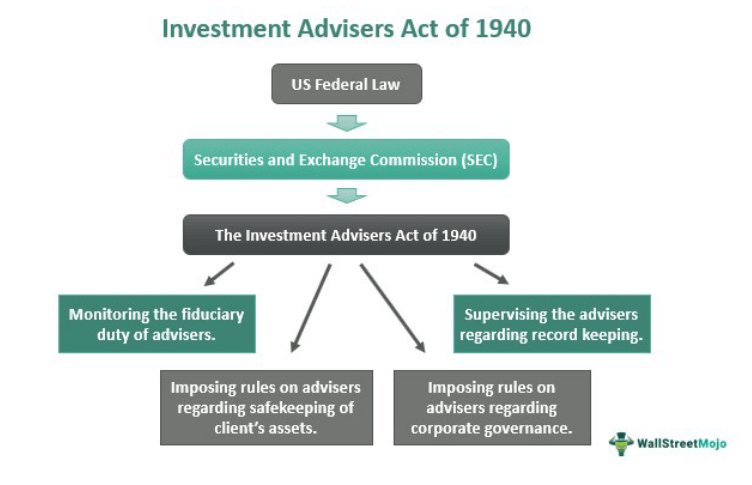 Investment Advisers Act of 1940
US Federal Law
Securities and Exchange Commission (SEC)
The Investment Advisers Act of 1940
Monitoring the fiduciary
duty of advisers.
Supervising the advisers
regarding record keeping.
Imposing rules on advisers
regarding safekeeping of
client's assets.
Imposing rules on
advisers regarding
corporate governance.
WallStreetMojo